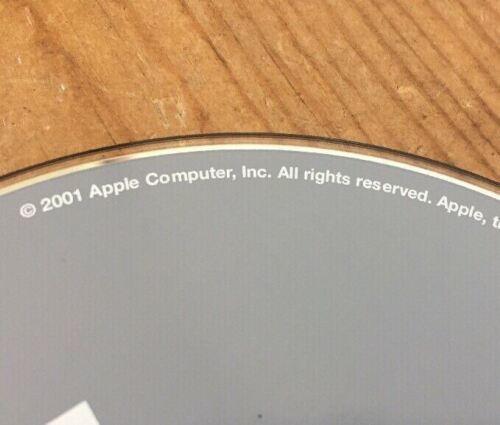 © 2001 Apple Computer, Inc. All rights reserved. Apple,